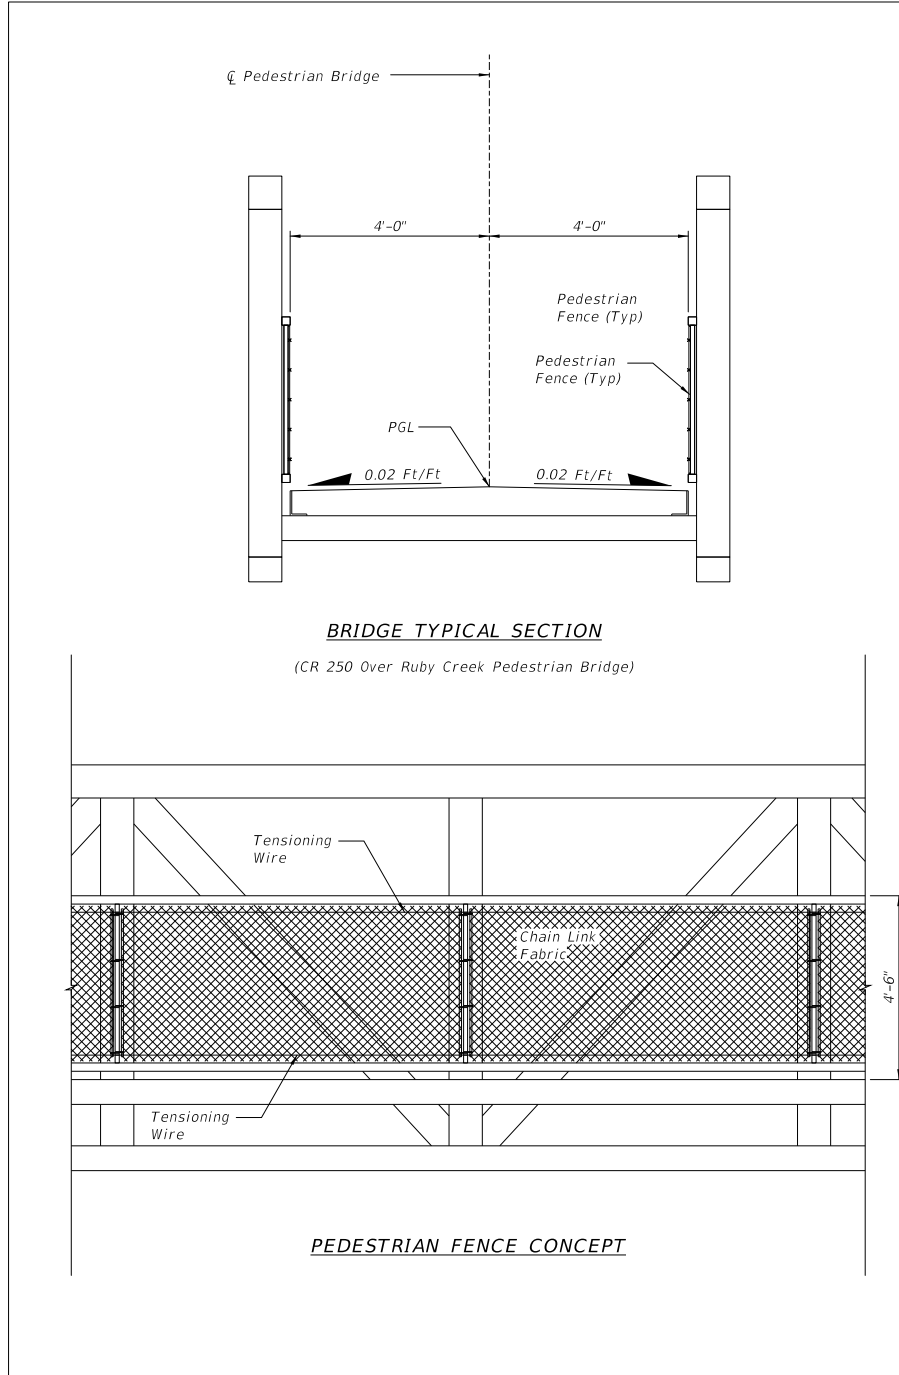 ℄ Pedestrian Bridge
4'-0"
4'-0"
Pedestrian
Fence (Typ)
Pedestrian
Fence (Typ)
PGL
0.02 Ft/Ft
0.02 Ft/Ft
BRIDGE TYPICAL SECTION
(CR 250 Over Ruby Creek Pedestrian Bridge)
Tensioning
Wire
Chain Link
Fabric
4'-6"
Tensioning
Wire
PEDESTRIAN FENCE CONCEPT